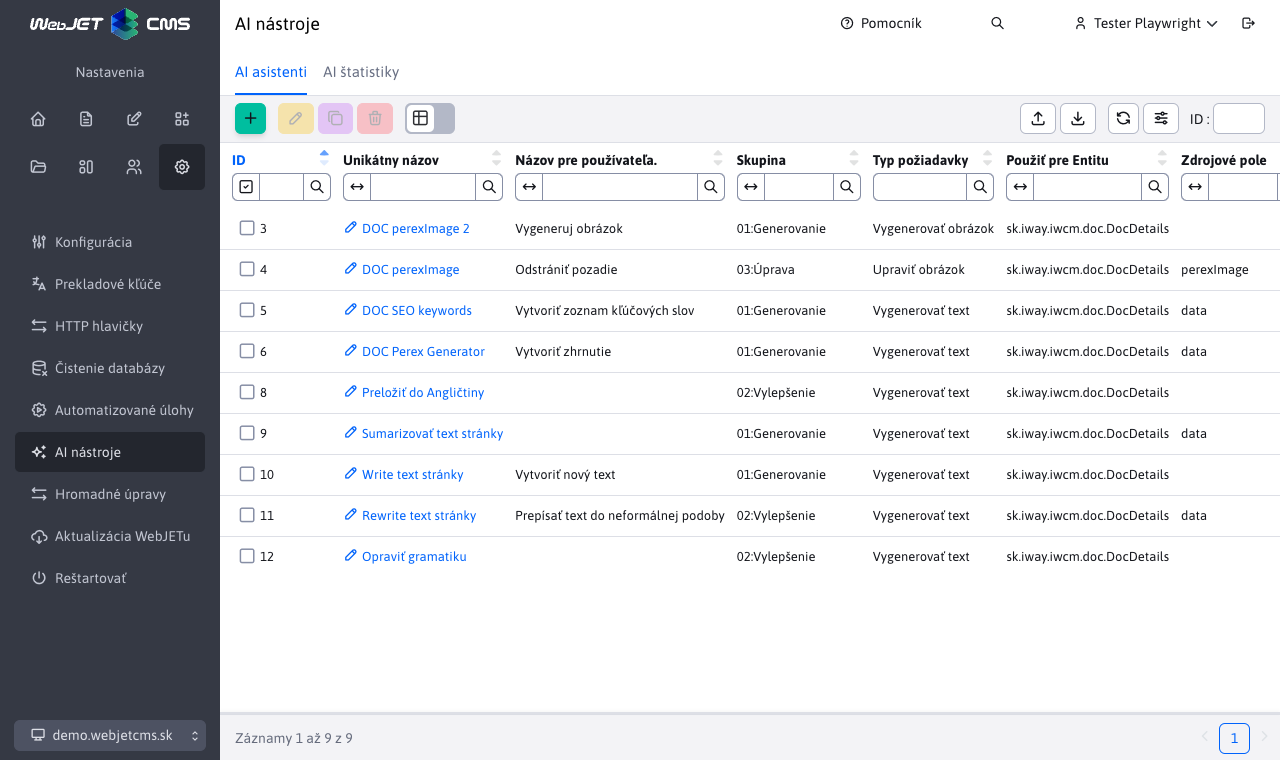 WebJET CMS
Nastavenia
Konfigurácia
Prekladové kľúče
HTTP hlavičky
Čistenie databázy
Automatizované úlohy
AI nástroje
Hromadné úpravy
Aktualizácia WebJETu
Reštartovať
demo.webjetcms.sk
AI nástroje
Pomocník
Tester Playwright
AI asistenti AI štatistiky
ID :
ID Unikátny názov Názov pre používateľa. Skupina Typ požiadavky Použiť pre Entitu Zdrojové pole
3 DOC perexImage 2 Vygeneruj obrázok 01:Generovanie Vygenerovať obrázok sk.iway.iwcm.doc.DocDetails
4 DOC perexImage Odstrániť pozadie 03:Úprava Upraviť obrázok sk.iway.iwcm.doc.DocDetails perexImage
5 DOC SEO keywords Vytvoriť zoznam kľúčových slov 01:Generovanie Vygenerovať text sk.iway.iwcm.doc.DocDetails data
6 DOC Perex Generator Vytvoriť zhrnutie 01:Generovanie Vygenerovať text sk.iway.iwcm.doc.DocDetails data
8 Preložiť do Angličtiny 02:Vylepšenie Vygenerovať text sk.iway.iwcm.doc.DocDetails
9 Sumarizovať text stránky 01:Generovanie Vygenerovať text sk.iway.iwcm.doc.DocDetails data
10 Write text stránky Vytvoriť nový text 01:Generovanie Vygenerovať text sk.iway.iwcm.doc.DocDetails
11 Rewrite text stránky Prepísať text do neformálnej podoby 02:Vylepšenie Vygenerovať text sk.iway.iwcm.doc.DocDetails data
12 Opraviť gramatiku 02:Vylepšenie Vygenerovať text sk.iway.iwcm.doc.DocDetails
Záznamy 1 až 9 z 9
1